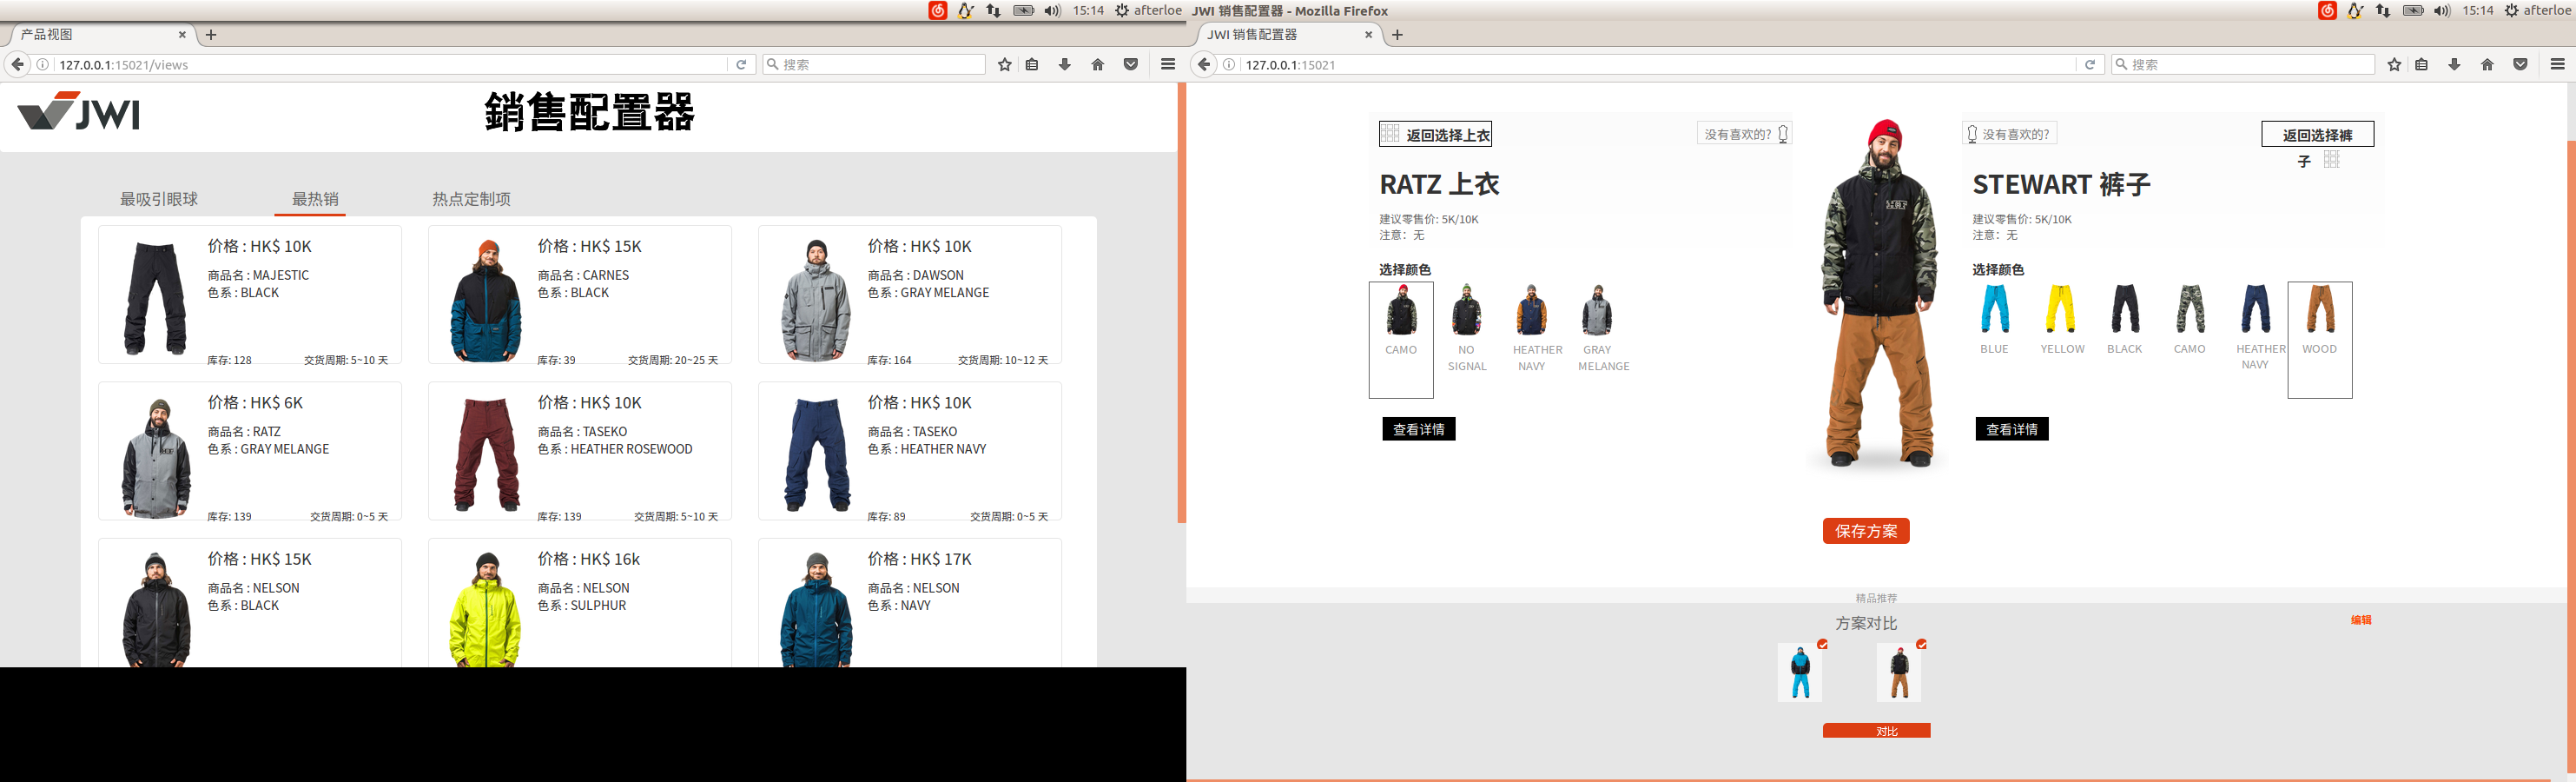 15:14 afterloe
产品视图
127.0.0.1:15021/views
搜索
JWI
銷售配置器
最吸引眼球 最热销 热点定制项
价格 : HK$ 10K
商品名 : MAJESTIC
色系 : BLACK
库存: 128 交货周期: 5~10 天
价格 : HK$ 15K
商品名 : CARNES
色系 : BLACK
库存: 39 交货周期: 20~25 天
价格 : HK$ 10K
商品名 : DAWSON
色系 : GRAY MELANGE
库存: 164 交货周期: 10~12 天
价格 : HK$ 6K
商品名 : RATZ
色系 : GRAY MELANGE
库存: 139 交货周期: 0~5 天
价格 : HK$ 10K
商品名 : TASEKO
色系 : HEATHER ROSEWOOD
库存: 139 交货周期: 5~10 天
价格 : HK$ 10K
商品名 : TASEKO
色系 : HEATHER NAVY
库存: 89 交货周期: 0~5 天
价格 : HK$ 15K
商品名 : NELSON
色系 : BLACK
价格 : HK$ 16k
商品名 : NELSON
色系 : SULPHUR
价格 : HK$ 17K
商品名 : NELSON
色系 : NAVY
JWI 销售配置器 - Mozilla Firefox
15:14 afterloe
JWI 销售配置器
127.0.0.1:15021
搜索
返回选择上衣
没有喜欢的?
RATZ 上衣
建议零售价: 5K/10K
注意：无
选择颜色
CAMO
NO
SIGNAL
HEATHER
NAVY
GRAY
MELANGE
查看详情
没有喜欢的?
返回选择裤
子
STEWART 裤子
建议零售价: 5K/10K
注意：无
选择颜色
BLUE
YELLOW
BLACK
CAMO
HEATHER
NAVY
WOOD
查看详情
保存方案
精品推荐
方案对比
编辑
对比